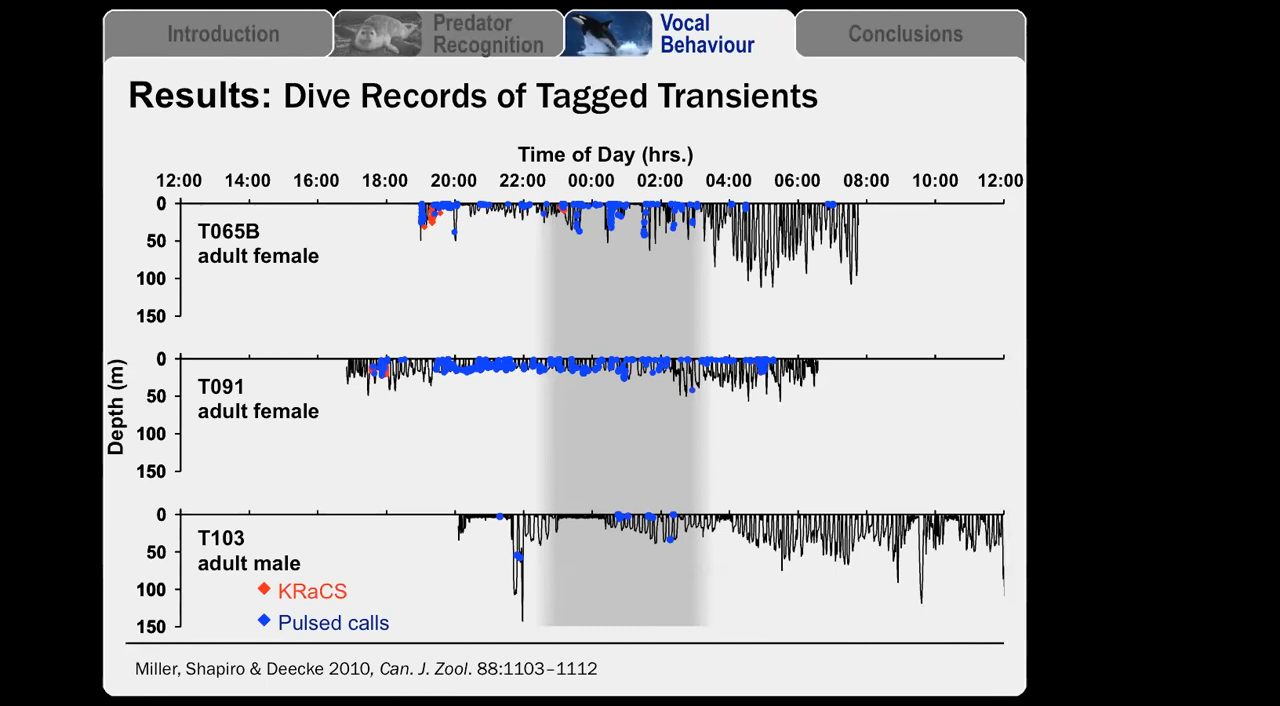 Introduction
Predator
Recognition
Vocal
Behaviour
Conclusions
Results: Dive Records of Tagged Transients
Time of Day (hrs.)
12:00 14:00 16:00 18:00 20:00 22:00 00:00 02:00 04:00 06:00 08:00 10:00 12:00
0
T065B
50
adult female
100
150
Depth (m)
0
T091
50
adult female
100
150
0
T103
50
adult male
100
KRaCS
150
Pulsed calls
Miller, Shapiro & Deecke 2010, Can. J. Zool. 88:1103–1112